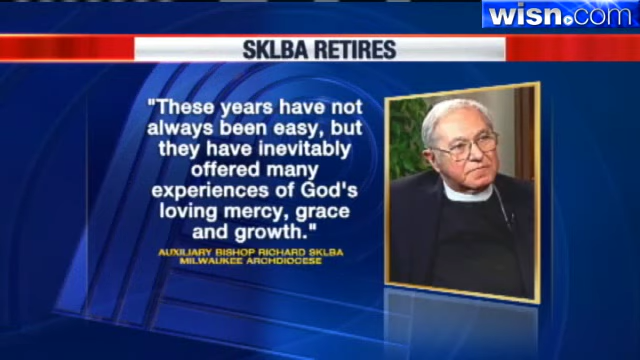 wisn.com
SKLBA RETIRES
"These years have not
always been easy, but
they have inevitably
offered many
experiences of God's
loving mercy, grace
and growth."
AUXILIARY BISHOP RICHARD SKLBA
MILWAUKEE ARCHDIOCESE